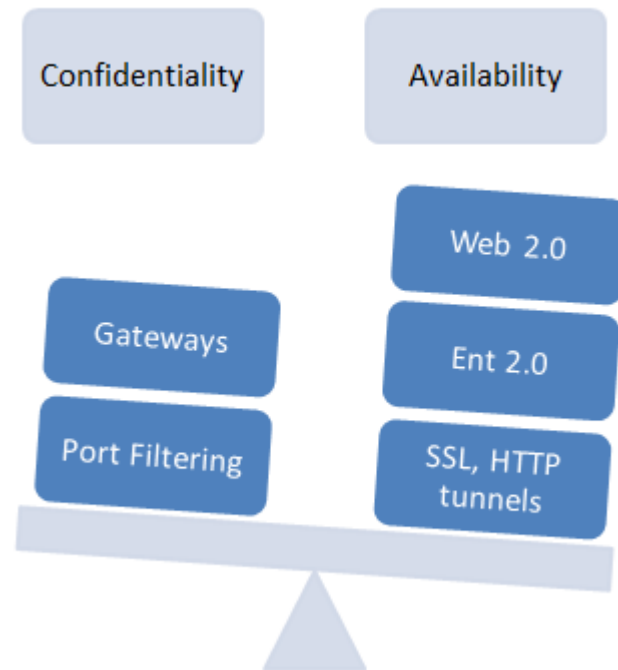 Confidentiality
Availability
Web 2.0
Gateways
Ent 2.0
Port Filtering
SSL, HTTP
tunnels